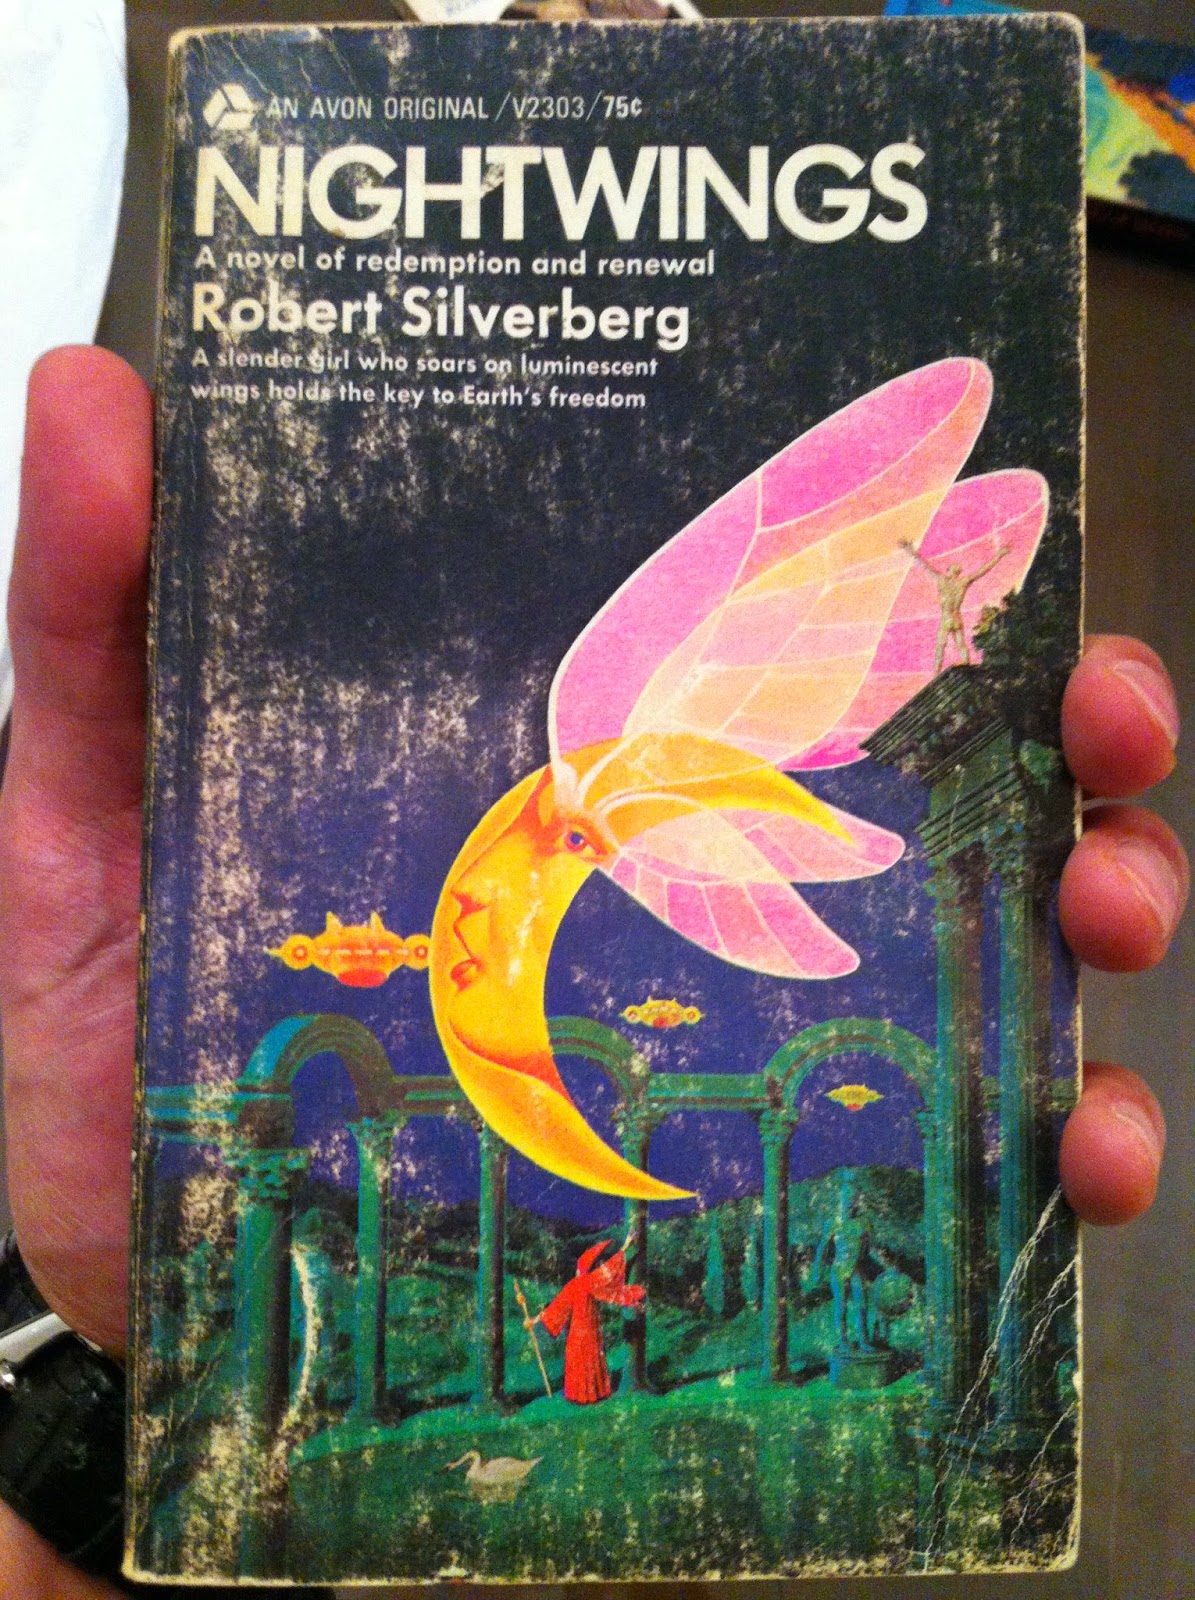 AN AVON ORIGINAL / V2303 / 75¢
NIGHTWINGS
A novel of redemption and renewal
Robert Silverberg
A slender girl who soars on luminescent
wings holds the key to Earth's freedom